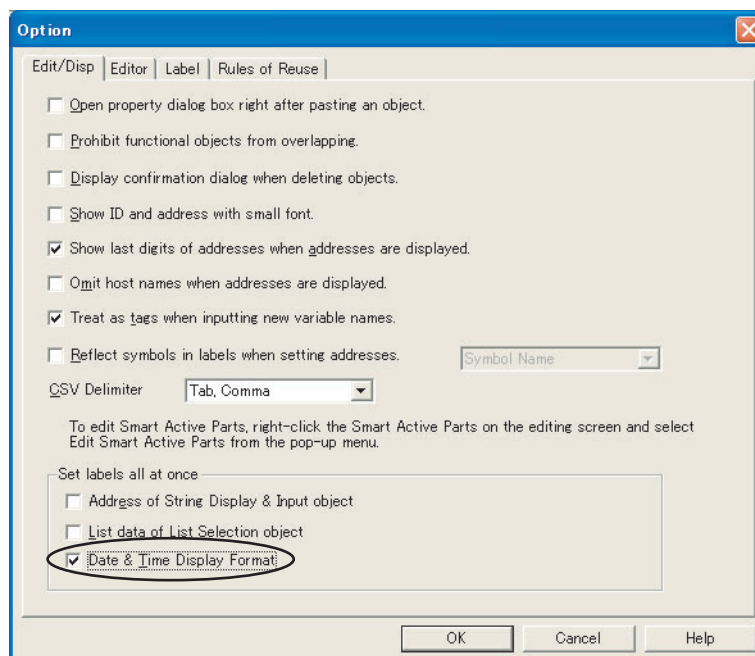 Option
Edit/Disp Editor Label Rules of Reuse
Open property dialog box right after pasting an object.
Prohibit functional objects from overlapping.
Display confirmation dialog when deleting objects.
Show ID and address with small font.
Show last digits of addresses when addresses are displayed.
Omit host names when addresses are displayed.
Treat as tags when inputting new variable names.
Reflect symbols in labels when setting addresses. Symbol Name
CSV Delimiter Tab, Comma
To edit Smart Active Parts, right-click the Smart Active Parts on the editing screen and select
Edit Smart Active Parts from the pop-up menu.
Set labels all at once
Address of String Display & Input object
List data of List Selection object
Date & Time Display Format
OK Cancel Help